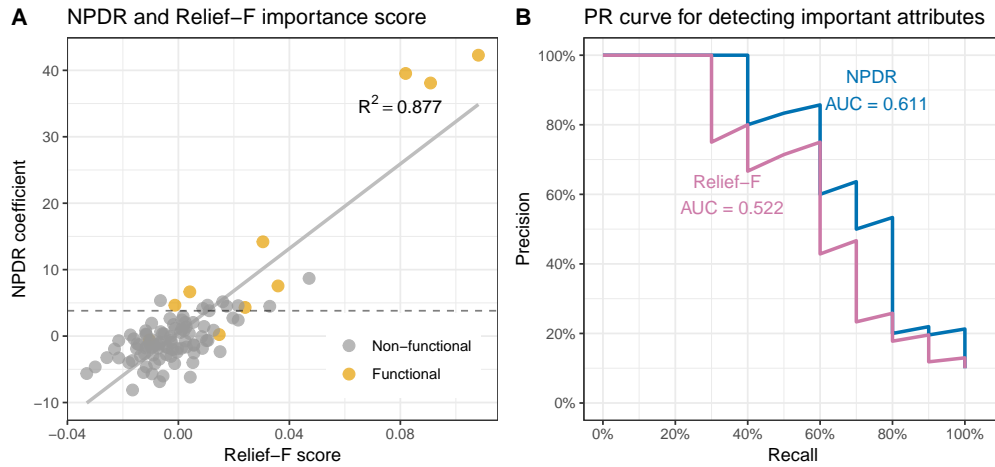 A
NPDR and Relief−F importance score
NPDR coefficient
40
30
20
10
0
−10
R² = 0.877
Non−functional
Functional
−0.04
0.00
0.04
0.08
Relief−F score
B
PR curve for detecting important attributes
Precision
100%
80%
60%
40%
20%
0%
NPDR
AUC = 0.611
Relief−F
AUC = 0.522
0%
20%
40%
60%
80%
100%
Recall